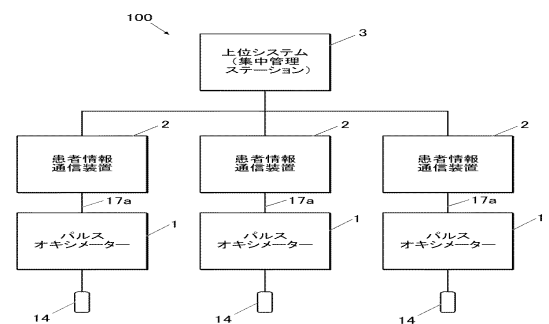 100
3
上位システム
(集中管理
ステーション)
2
2
2
患者情報
通信装置
患者情報
通信装置
患者情報
通信装置
17a
17a
17a
1
1
1
パルス
オキシメーター
パルス
オキシメーター
パルス
オキシメーター
14
14
14